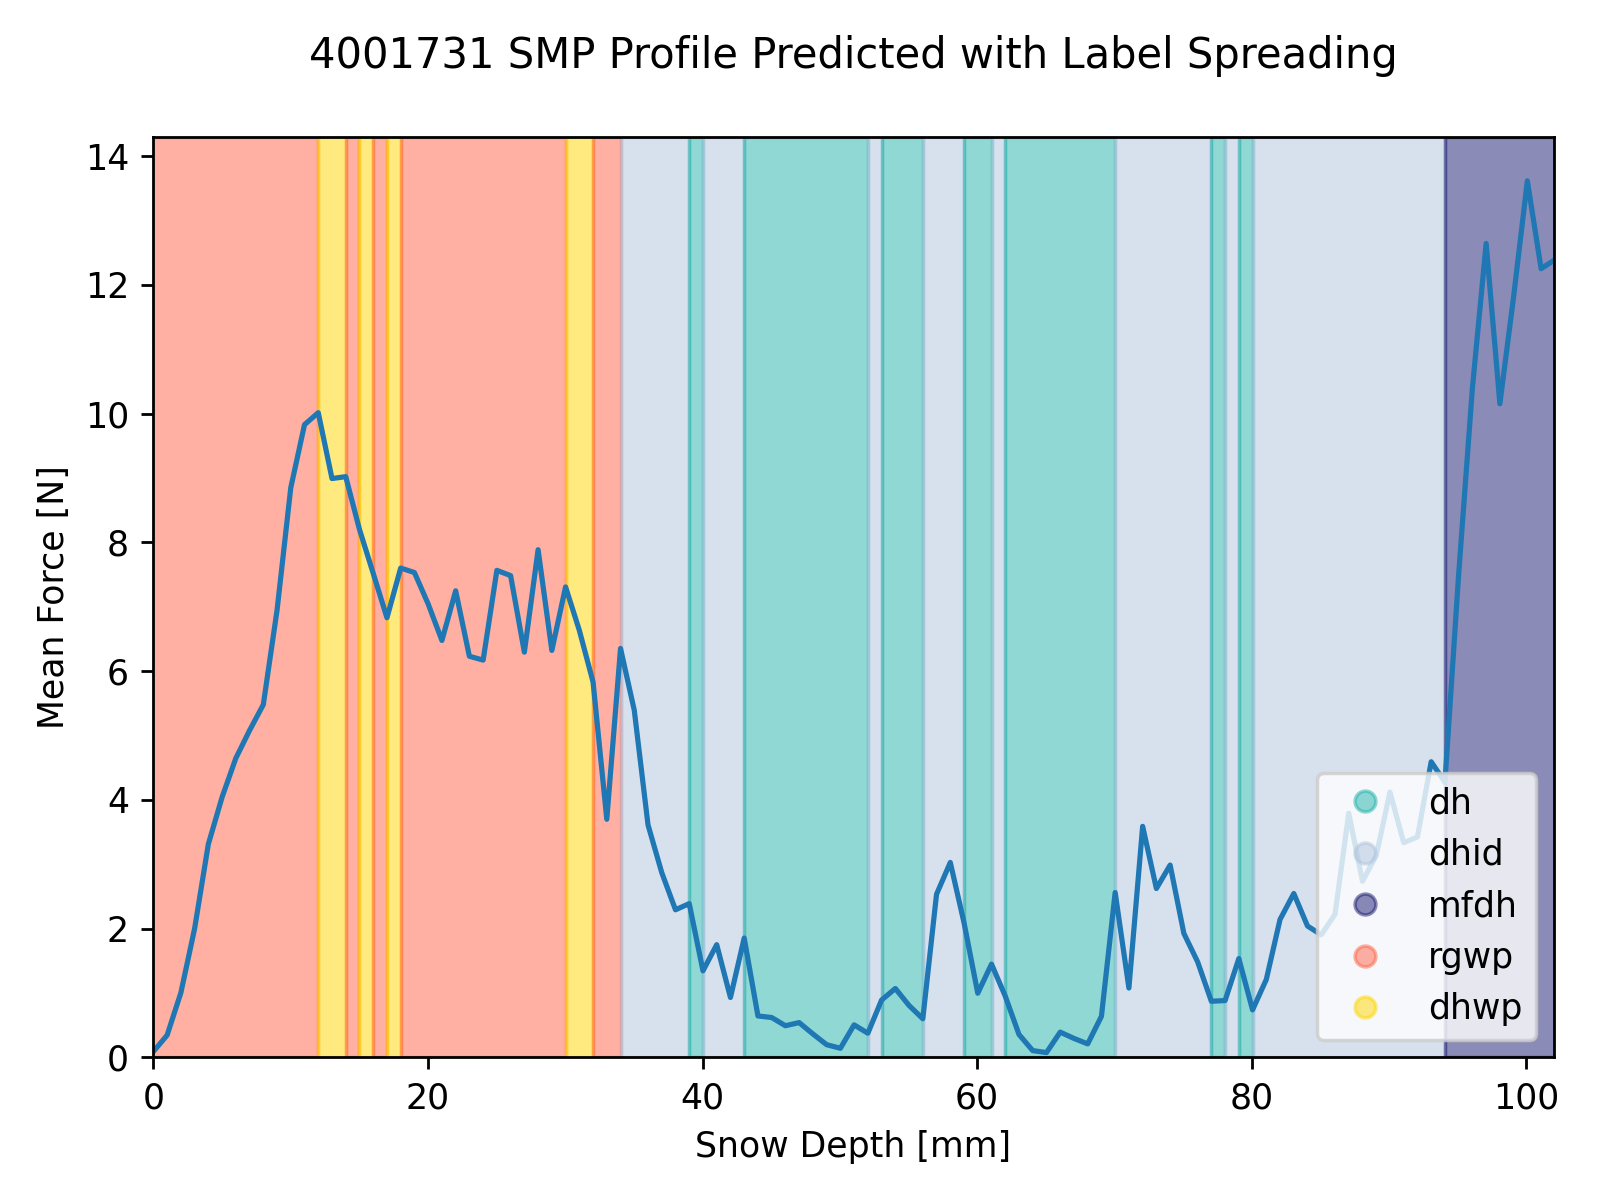 4001731 SMP Profile Predicted with Label Spreading
14
12
10
8
6
4
2
0
Mean Force [N]
0 20 40 60 80 100
Snow Depth [mm]
dh
dhid
mfdh
rgwp
dhwp